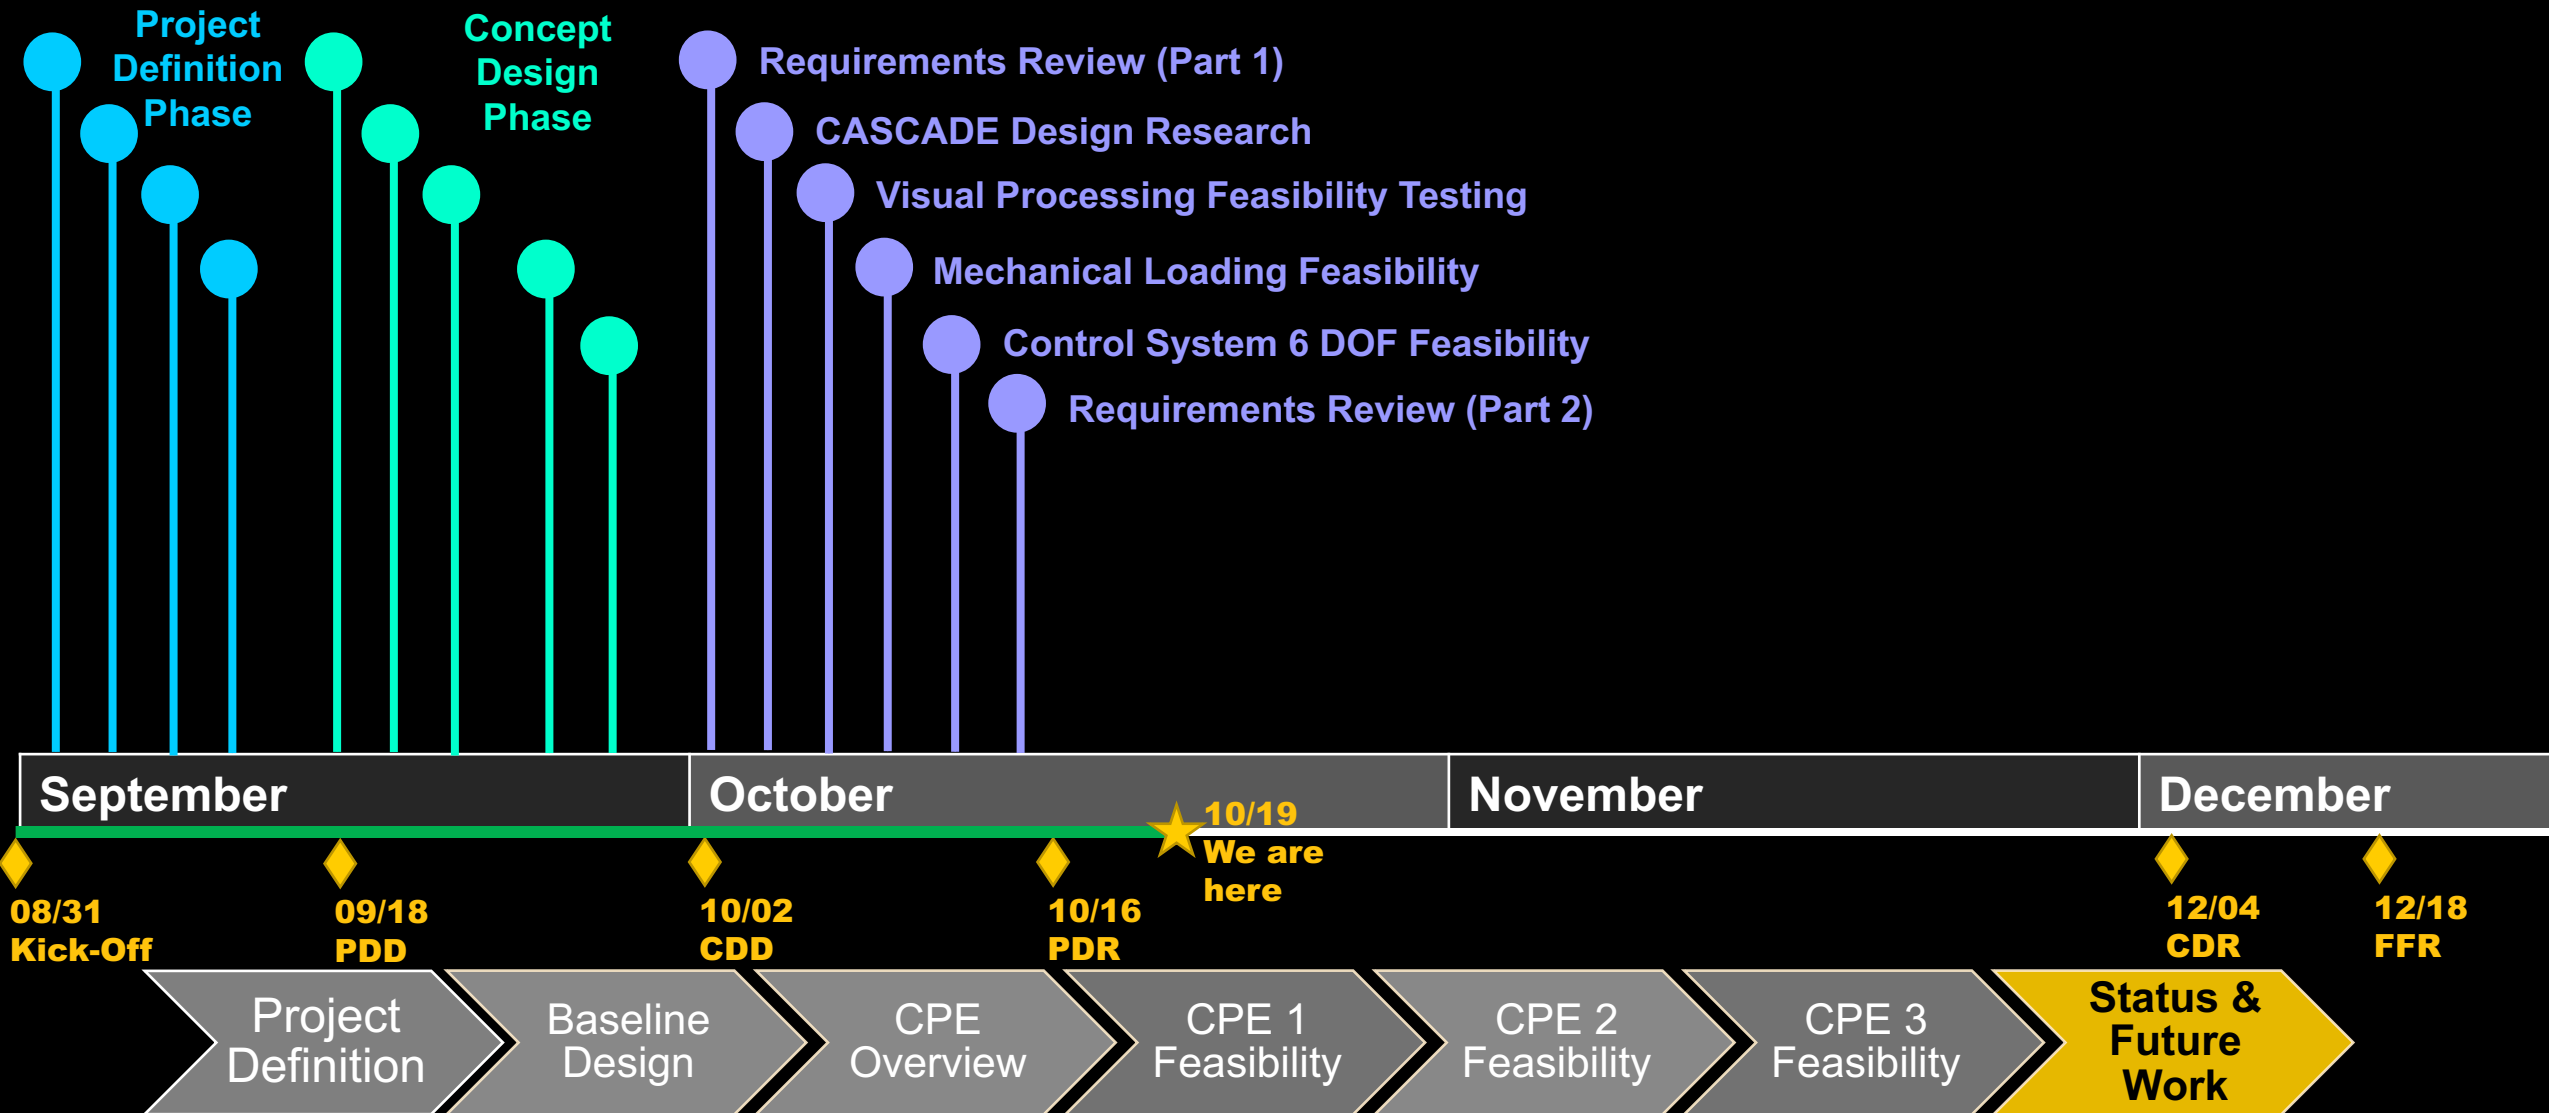 Project
Definition
Phase
Concept
Design
Phase
Requirements Review (Part 1)
CASCADE Design Research
Visual Processing Feasibility Testing
Mechanical Loading Feasibility
Control System 6 DOF Feasibility
Requirements Review (Part 2)
September
October
November
December
10/19
We are
here
08/31
Kick-Off
09/18
PDD
10/02
CDD
10/16
PDR
12/04
CDR
12/18
FFR
Project
Definition
Baseline
Design
CPE
Overview
CPE 1
Feasibility
CPE 2
Feasibility
CPE 3
Feasibility
Status &
Future
Work